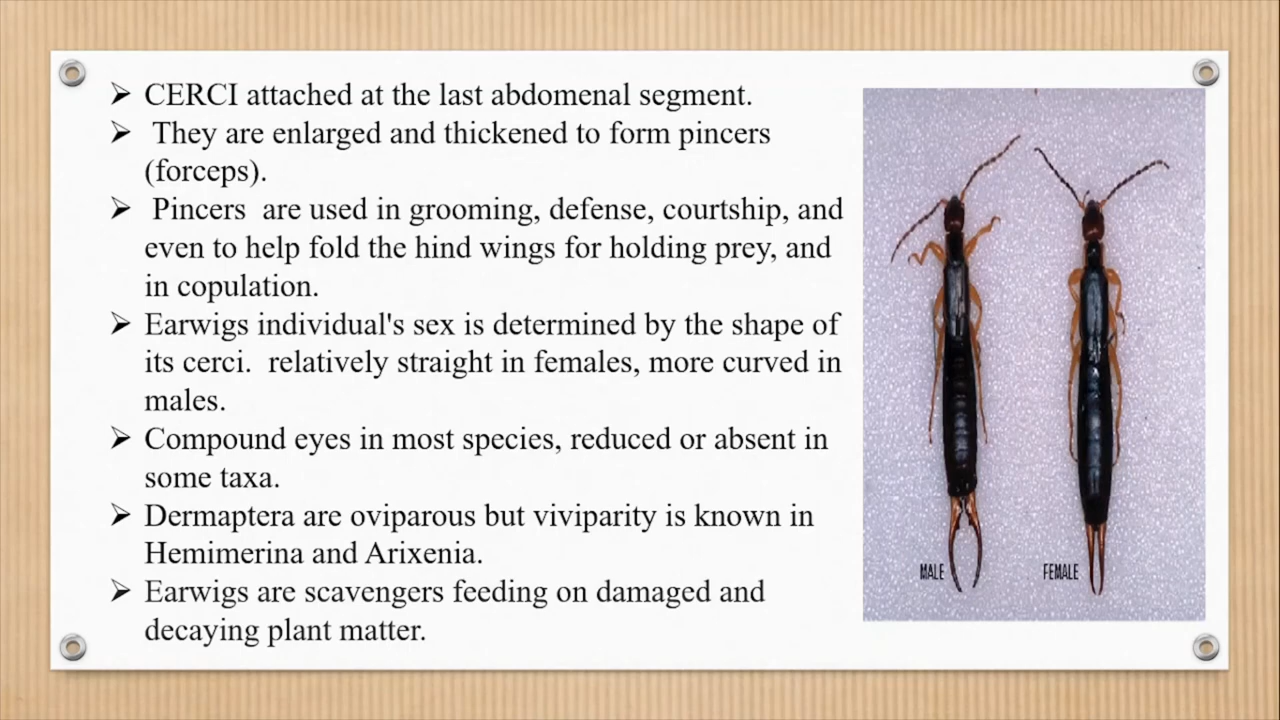 CERCI attached at the last abdomenal segment.
They are enlarged and thickened to form pincers
(forceps).
Pincers are used in grooming, defense, courtship, and
even to help fold the hind wings for holding prey, and
in copulation.
Earwigs individual's sex is determined by the shape of
its cerci. relatively straight in females, more curved in
males.
Compound eyes in most species, reduced or absent in
some taxa.
Dermaptera are oviparous but viviparity is known in
Hemimerina and Arixenia.
Earwigs are scavengers feeding on damaged and
decaying plant matter.
MALE
FEMALE